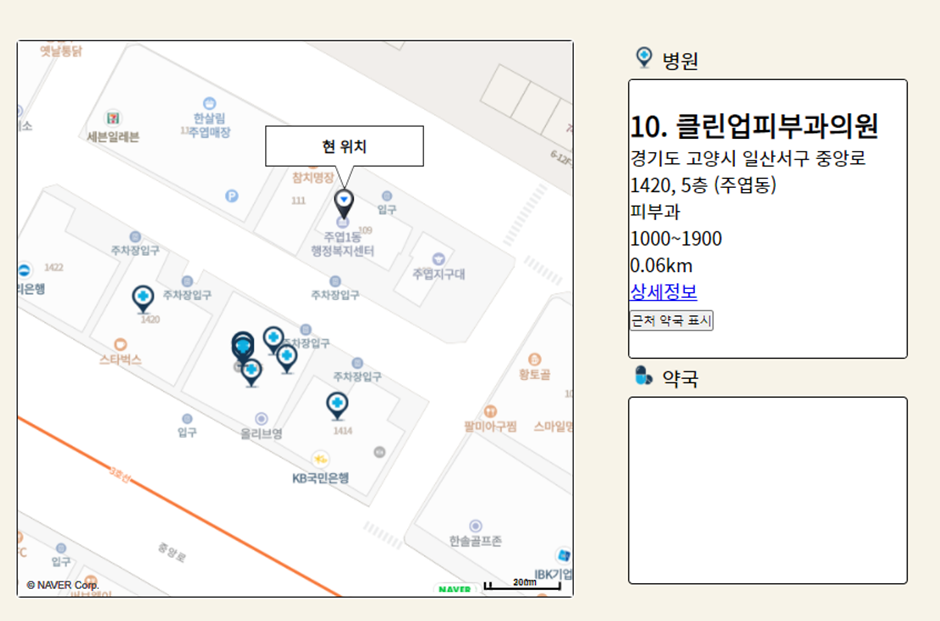 옛날통닭
한살림
주엽매장
세븐일레븐
현 위치
참치명장
111
입구
109
주엽1동
행정복지센터
주엽지구대
주차장입구
1422
주차장입구
주차장입구
1420
스타벅스
주차장입구
주차장입구
황토골
입구
올리브영
1414
팔미아구찜
KB국민은행
3호선
한솔골프존
중앙로
입구
IBK기업
© NAVER Corp.
NAVER
병원
10. 클린업피부과의원
경기도 고양시 일산서구 중앙로
1420, 5층 (주엽동)
피부과
1000~1900
0.06km
상세정보
근처 약국 표시
약국